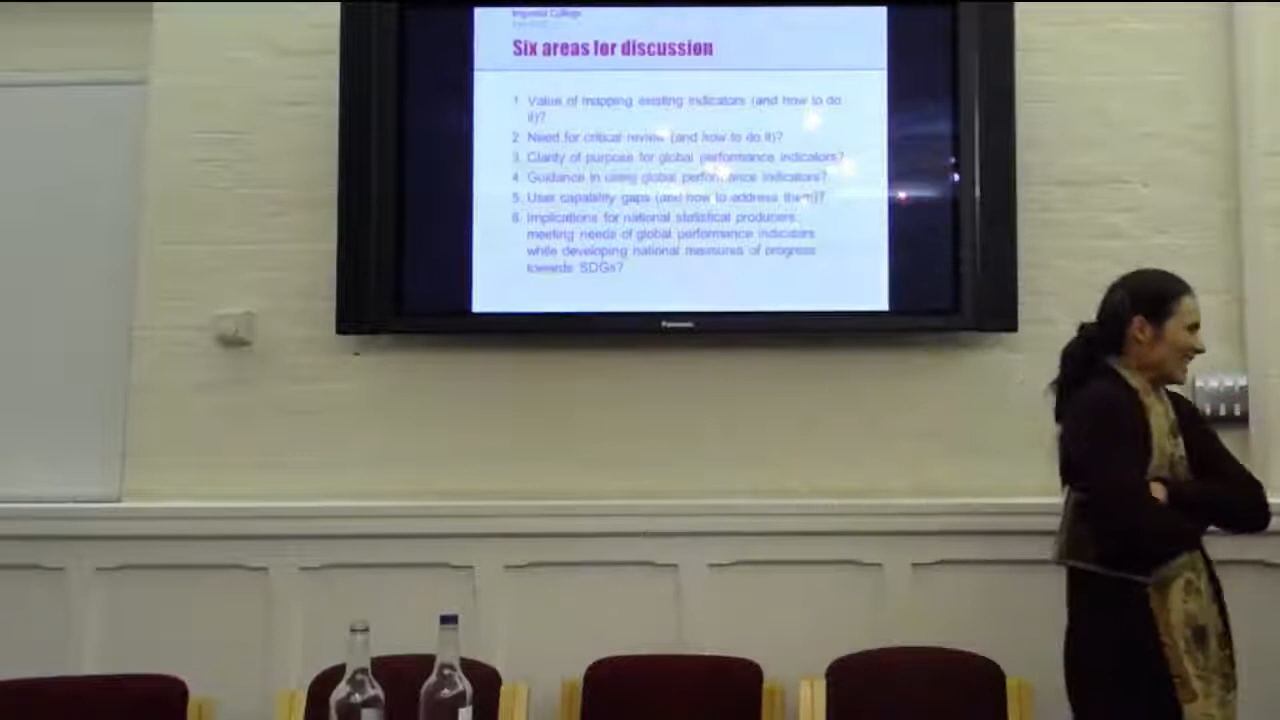 Imperial College
London
Six areas for discussion
1 Value of mapping existing indicators (and how to do
it)?
2 Need for critical review (and how to do it)?
3. Clarity of purpose for global performance indicators?
4 Guidance in using global performance indicators?
5. User capability gaps (and how to address them)?
6 Implications for national statistical producers:
meeting needs of global performance indicators
while developing national measures of progress
towards SDGs?
Panasonic